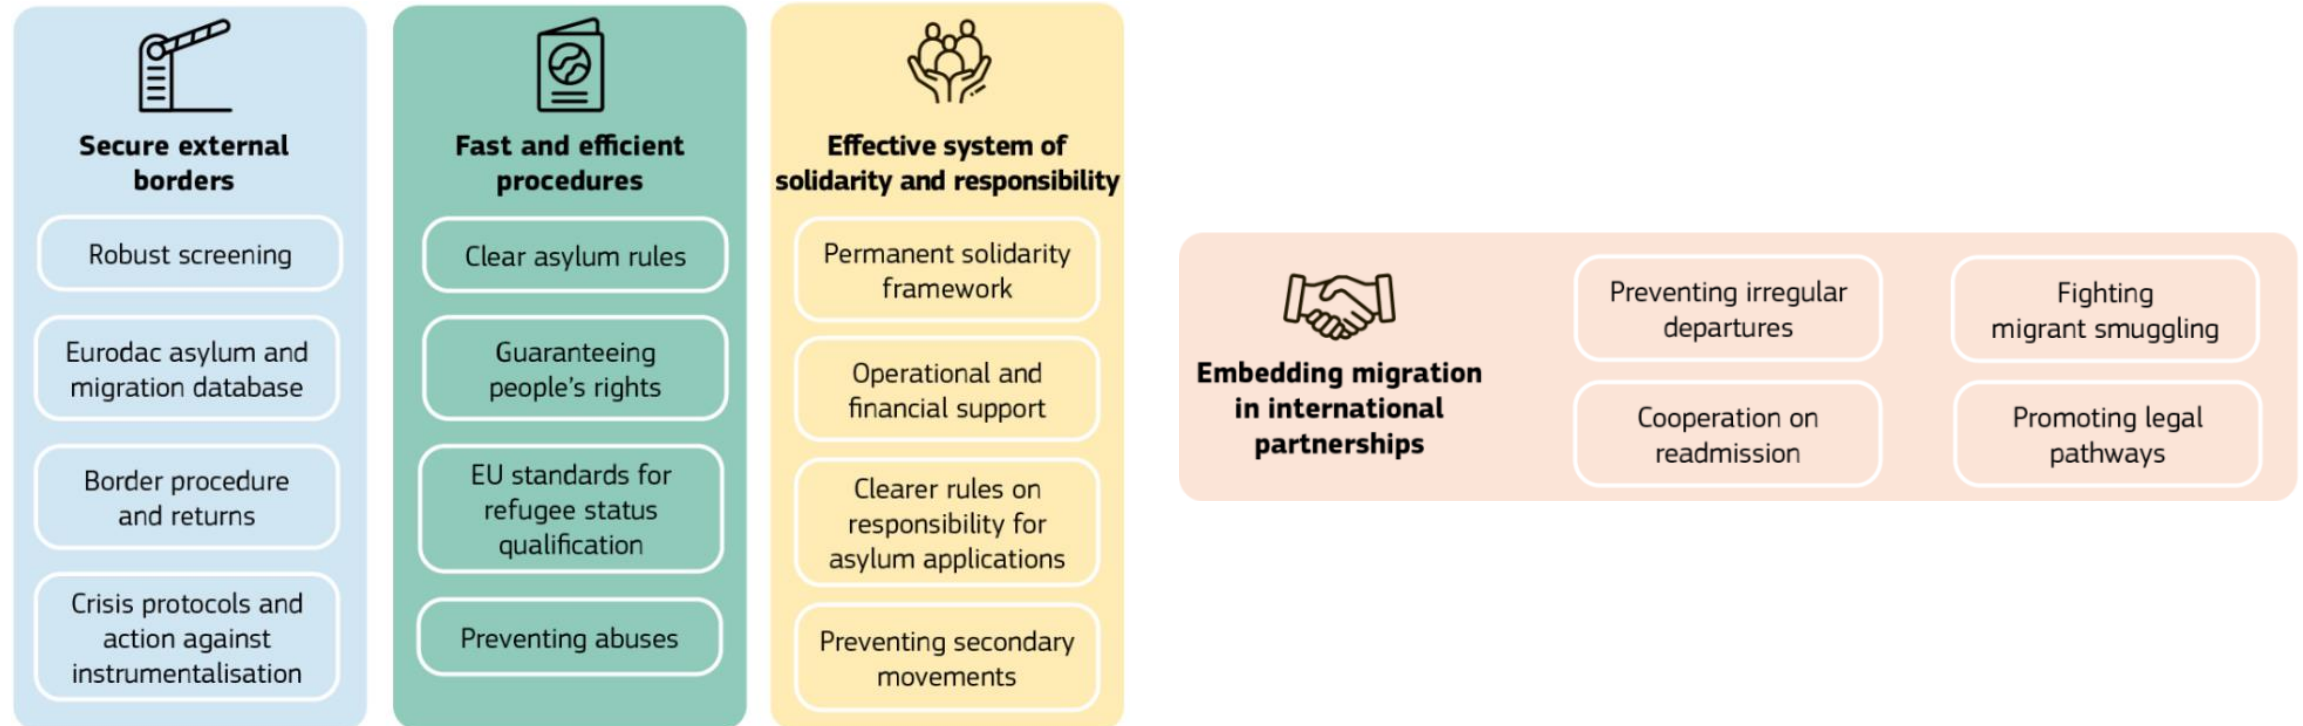 Secure external
borders
Robust screening
Eurodac asylum and
migration database
Border procedure
and returns
Crisis protocols and
action against
instrumentalisation
Fast and efficient
procedures
Clear asylum rules
Guaranteeing
people’s rights
EU standards for
refugee status
qualification
Preventing abuses
Effective system of
solidarity and responsibility
Permanent solidarity
framework
Operational and
financial support
Clearer rules on
responsibility for
asylum applications
Preventing secondary
movements
Embedding migration
in international
partnerships
Preventing irregular
departures
Fighting
migrant smuggling
Cooperation on
readmission
Promoting legal
pathways